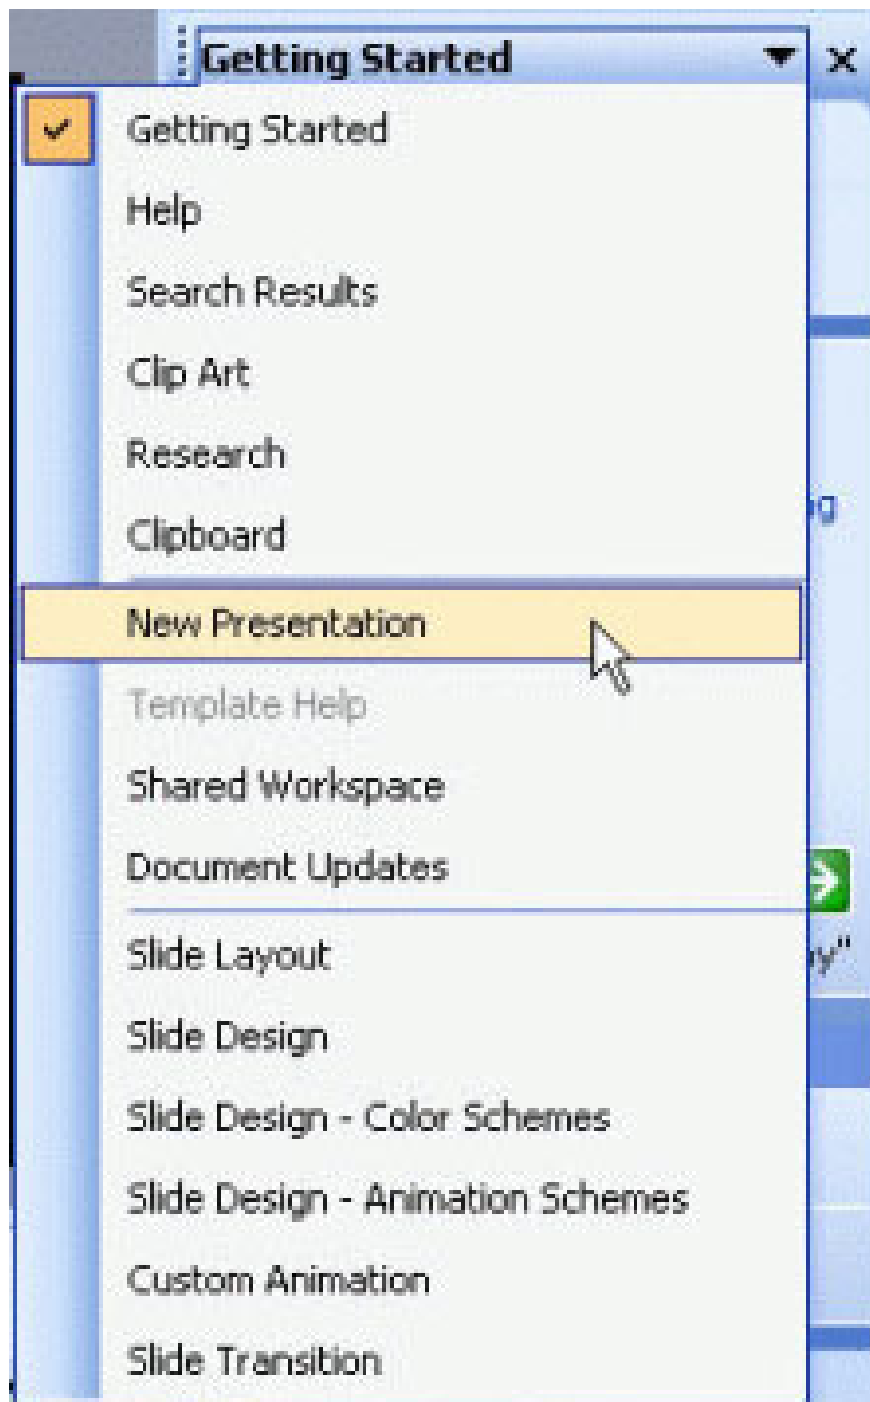 Getting Started
Getting Started
Help
Search Results
Clip Art
Research
Clipboard
New Presentation
Template Help
Shared Workspace
Document Updates
Slide Layout
Slide Design
Slide Design - Color Schemes
Slide Design - Animation Schemes
Custom Animation
Slide Transition